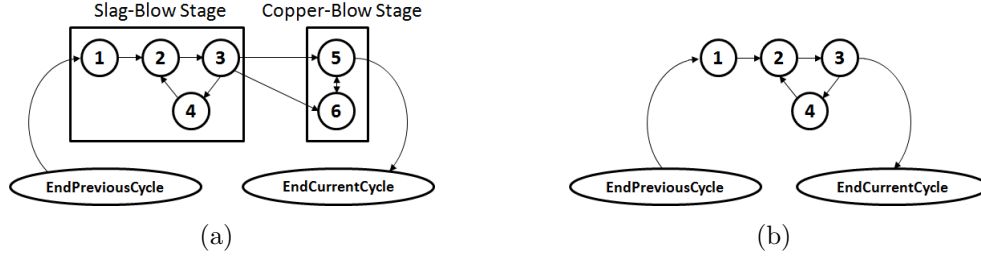 Slag-Blow Stage Copper-Blow Stage
1 2 3 5
4 6
EndPreviousCycle EndCurrentCycle
(a)
1 2 3
4
EndPreviousCycle EndCurrentCycle
(b)